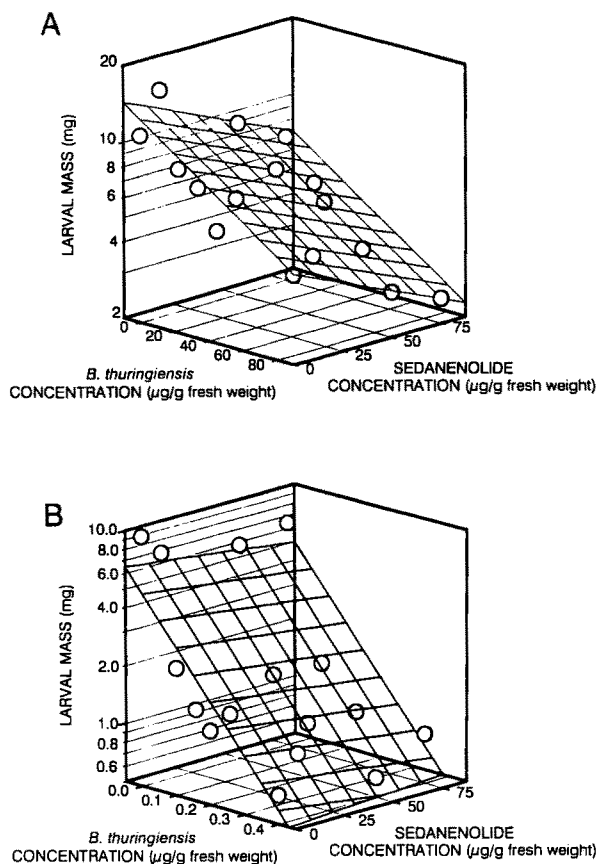 A
20
10
8
6
4
2
LARVAL MASS (mg)
0
20
40
60
80
0
25
50
75
B. thuringiensis
CONCENTRATION (µg/g fresh weight)
SEDANENOLIDE
CONCENTRATION (µg/g fresh weight)
B
10.0
8.0
6.0
4.0
2.0
1.0
0.8
0.6
LARVAL MASS (mg)
0.0
0.1
0.2
0.3
0.4
0
25
50
75
B. thuringiensis
CONCENTRATION (µg/g fresh weight)
SEDANENOLIDE
CONCENTRATION (µg/g fresh weight)